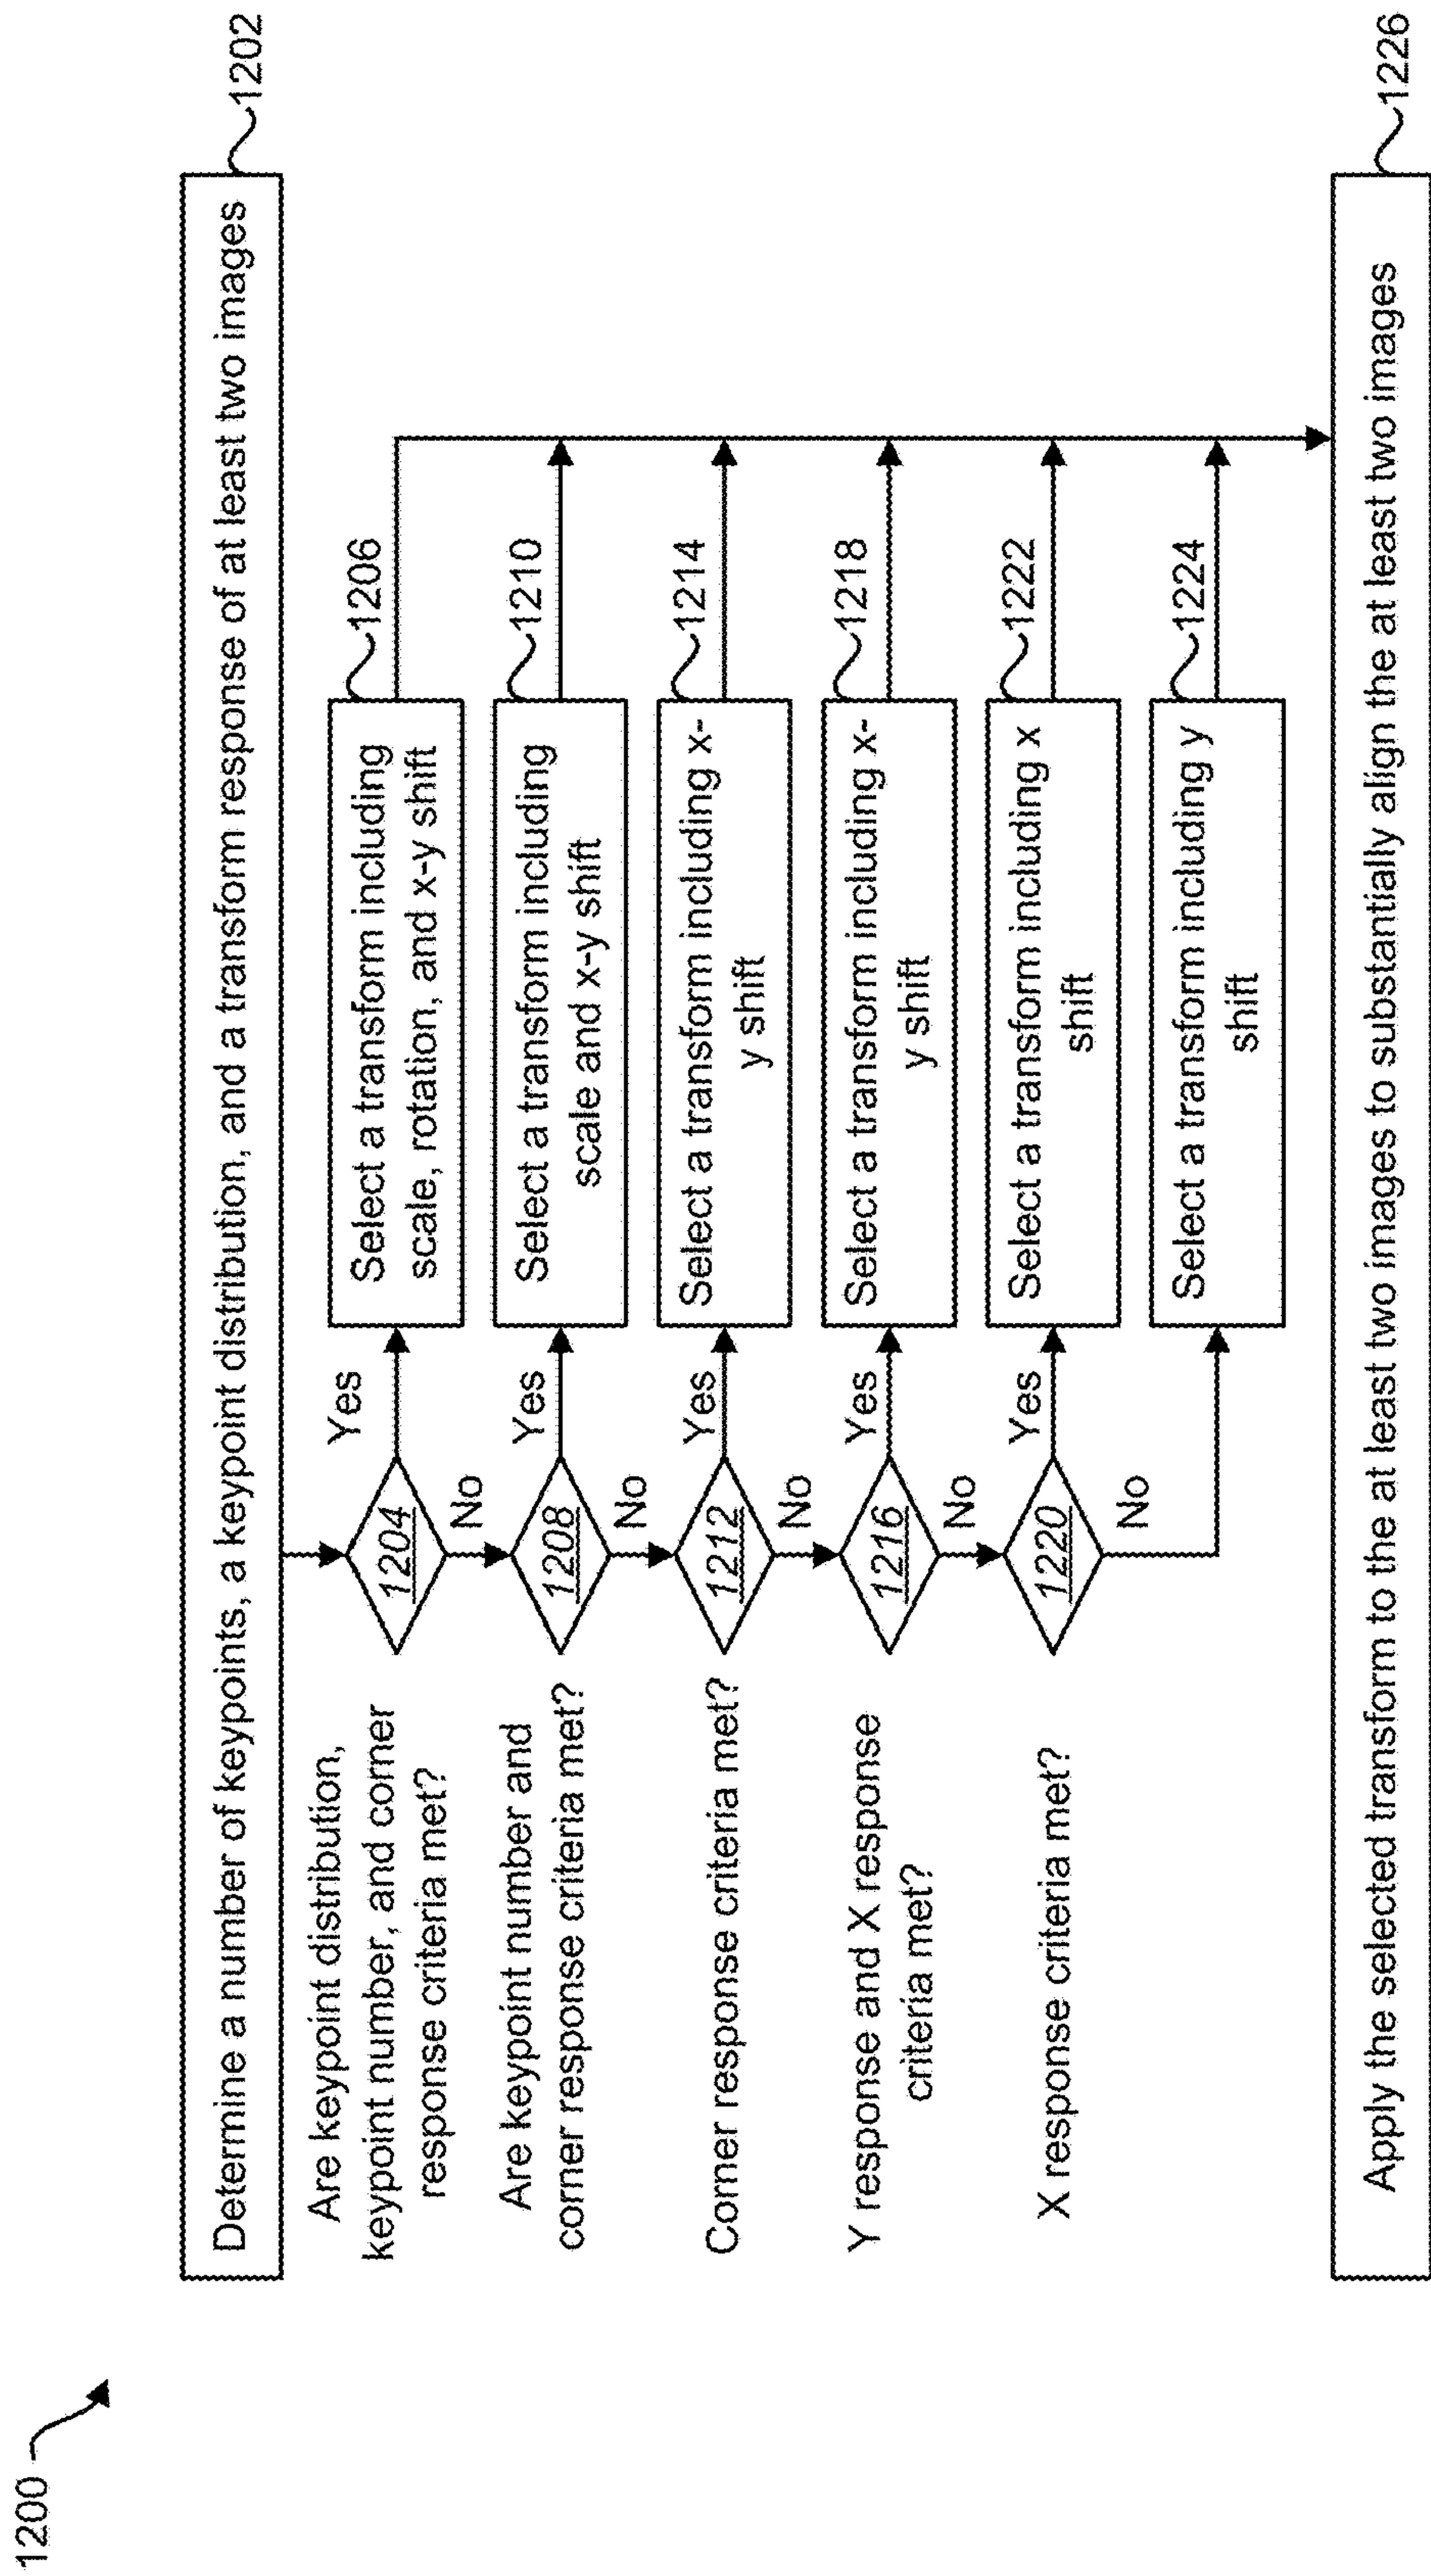 1200
Determine a number of keypoints, a keypoint distribution, and a transform response of at least two images
1202
Are keypoint distribution,
keypoint number, and corner
response criteria met?
1204
Yes
No
Select a transform including
scale, rotation, and x-y shift
1206
Are keypoint number and
corner response criteria met?
1208
Yes
No
Select a transform including
scale and x-y shift
1210
Corner response criteria met?
1212
Yes
No
Select a transform including x-
y shift
1214
Y response and X response
criteria met?
1216
Yes
No
Select a transform including x-
y shift
1218
X response criteria met?
1220
Yes
No
Select a transform including x
shift
1222
Select a transform including y
shift
1224
Apply the selected transform to the at least two images to substantially align the at least two images
1226